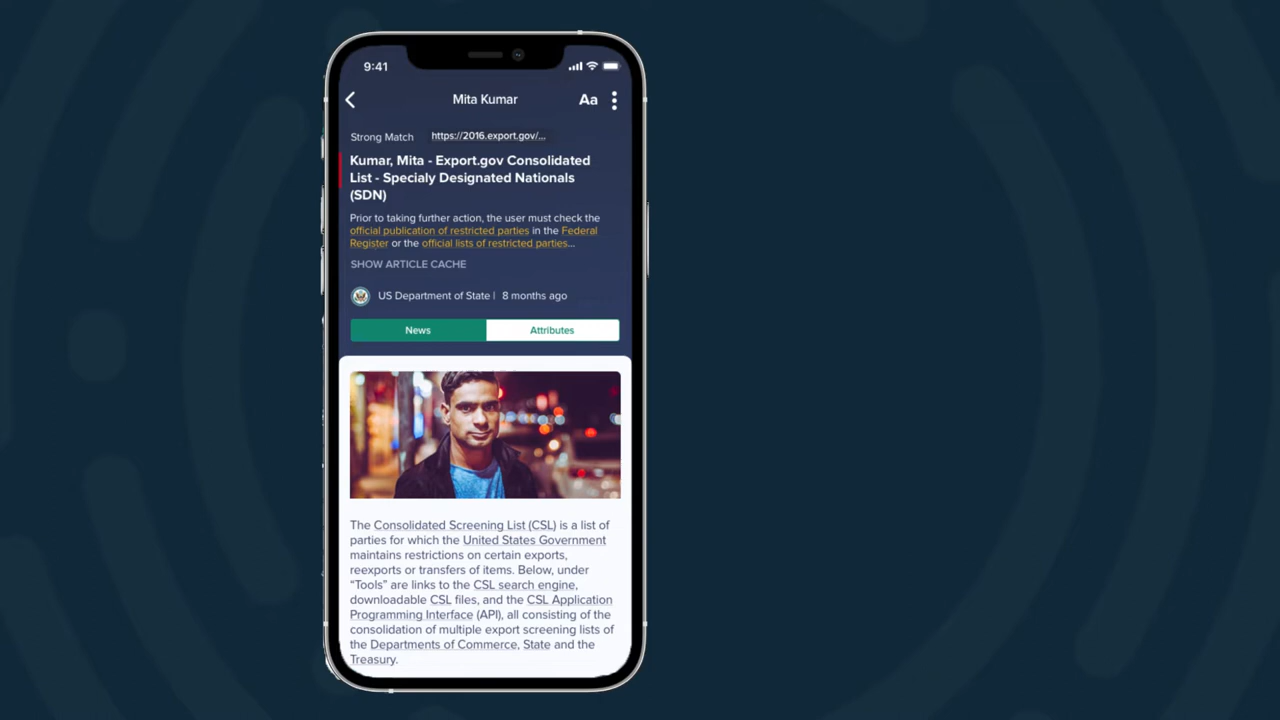 9:41
Mita Kumar
Aa
Strong Match
https://2016.export.gov/...
Kumar, Mita - Export.gov Consolidated
List - Specialy Designated Nationals
(SDN)
Prior to taking further action, the user must check the
official publication of restricted parties in the Federal
Register or the official lists of restricted parties...
SHOW ARTICLE CACHE
US Department of State | 8 months ago
News
Attributes
The Consolidated Screening List (CSL) is a list of
parties for which the United States Government
maintains restrictions on certain exports,
reexports or transfers of items. Below, under
“Tools” are links to the CSL search engine,
downloadable CSL files, and the CSL Application
Programming Interface (API), all consisting of the
consolidation of multiple export screening lists of
the Departments of Commerce, State and the
Treasury.